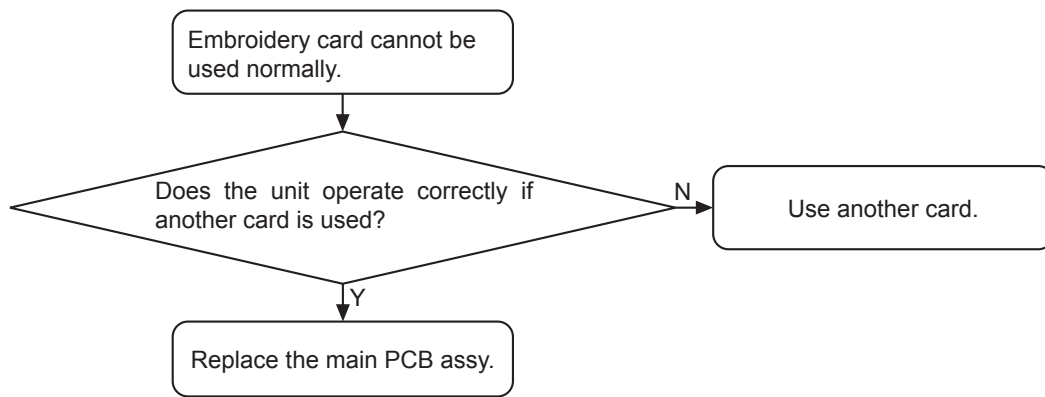 Embroidery card cannot be
used normally.
Does the unit operate correctly if
another card is used?
N
Use another card.
Y
Replace the main PCB assy.